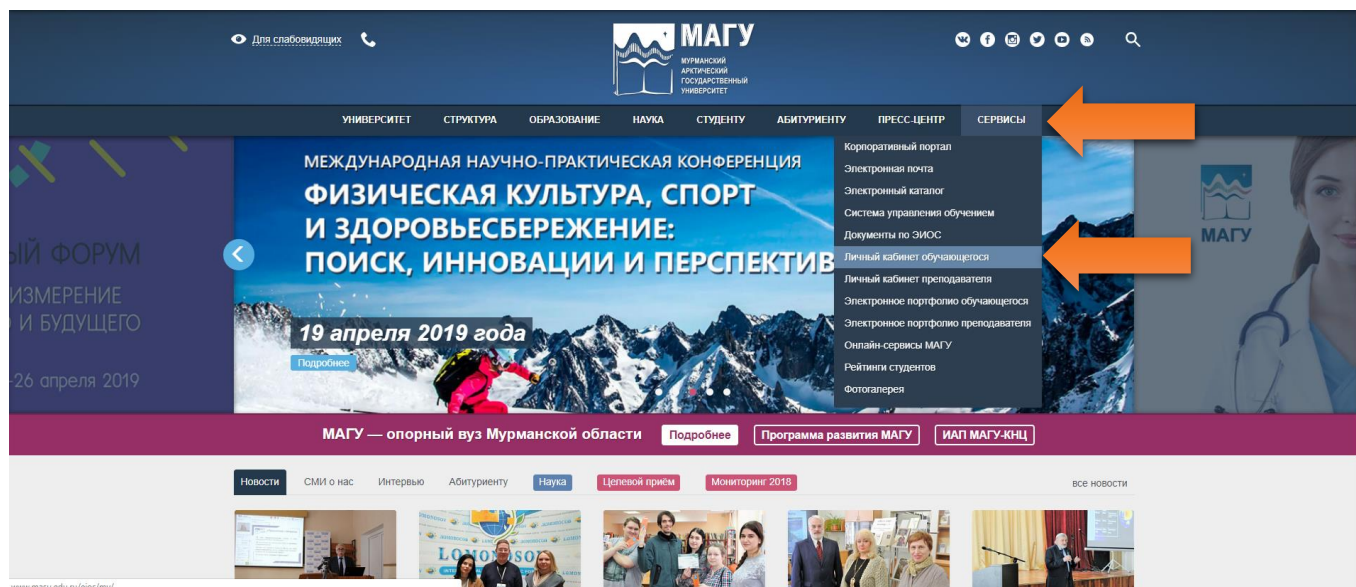 Для слабовидящих
МАГУ
МУРМАНСКИЙ
АРКТИЧЕСКИЙ
ГОСУДАРСТВЕННЫЙ
УНИВЕРСИТЕТ
УНИВЕРСИТЕТ СТРУКТУРА ОБРАЗОВАНИЕ НАУКА СТУДЕНТУ АБИТУРИЕНТУ ПРЕСС-ЦЕНТР СЕРВИСЫ
Корпоративный портал
Электронная почта
Электронный каталог
Система управления обучением
Документы по ЭИОС
Личный кабинет обучающегося
Личный кабинет преподавателя
Электронное портфолио обучающегося
Электронное портфолио преподавателя
Онлайн-сервисы МАГУ
Рейтинги студентов
Фотогалерея
МЕЖДУНАРОДНАЯ НАУЧНО-ПРАКТИЧЕСКАЯ КОНФЕРЕНЦИЯ
ФИЗИЧЕСКАЯ КУЛЬТУРА, СПОРТ
И ЗДОРОВЬЕСБЕРЕЖЕНИЕ:
ПОИСК, ИННОВАЦИИ И ПЕРСПЕКТИВ
19 апреля 2019 года
Подробнее
ЫЙ ФОРУМ
ИЗМЕРЕНИЕ
И БУДУЩЕГО
-26 апреля 2019
МАГУ
МАГУ — опорный вуз Мурманской области Подробнее Программа развития МАГУ ИАП МАГУ-КНЦ
Новости СМИ о нас Интервью Абитуриенту Наука Целевой приём Мониторинг 2018 все новости